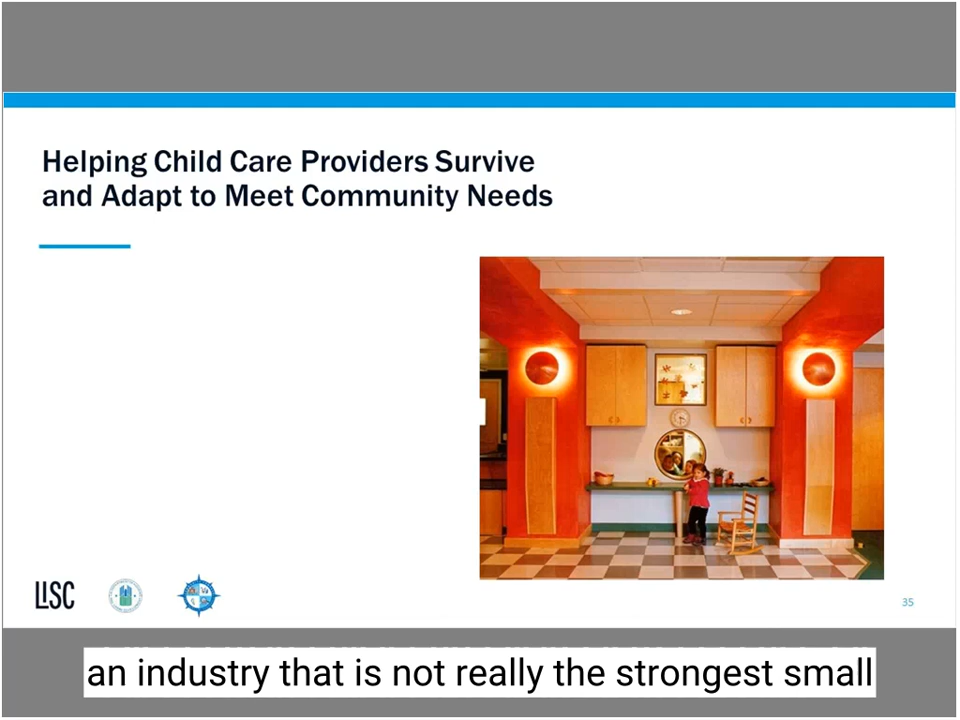 Helping Child Care Providers Survive
and Adapt to Meet Community Needs
LISC
35
an industry that is not really the strongest small